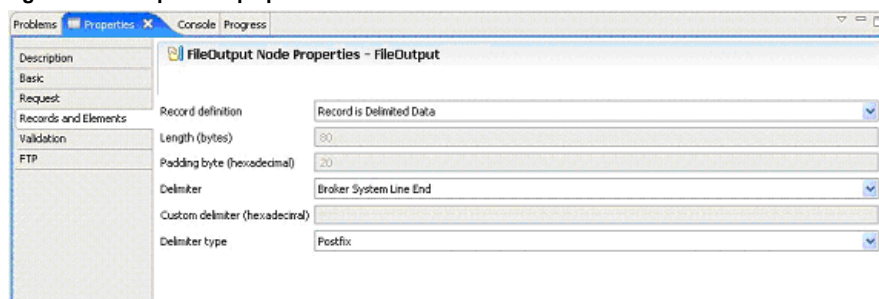 Problems Properties Console Progress
FileOutput Node Properties - FileOutput
Description
Basic
Request
Records and Elements
Validation
FTP
Record definition Record is Delimited Data
Length (bytes) 80
Padding byte (hexadecimal) 20
Delimiter Broker System Line End
Custom delimiter (hexadecimal)
Delimiter type Postfix